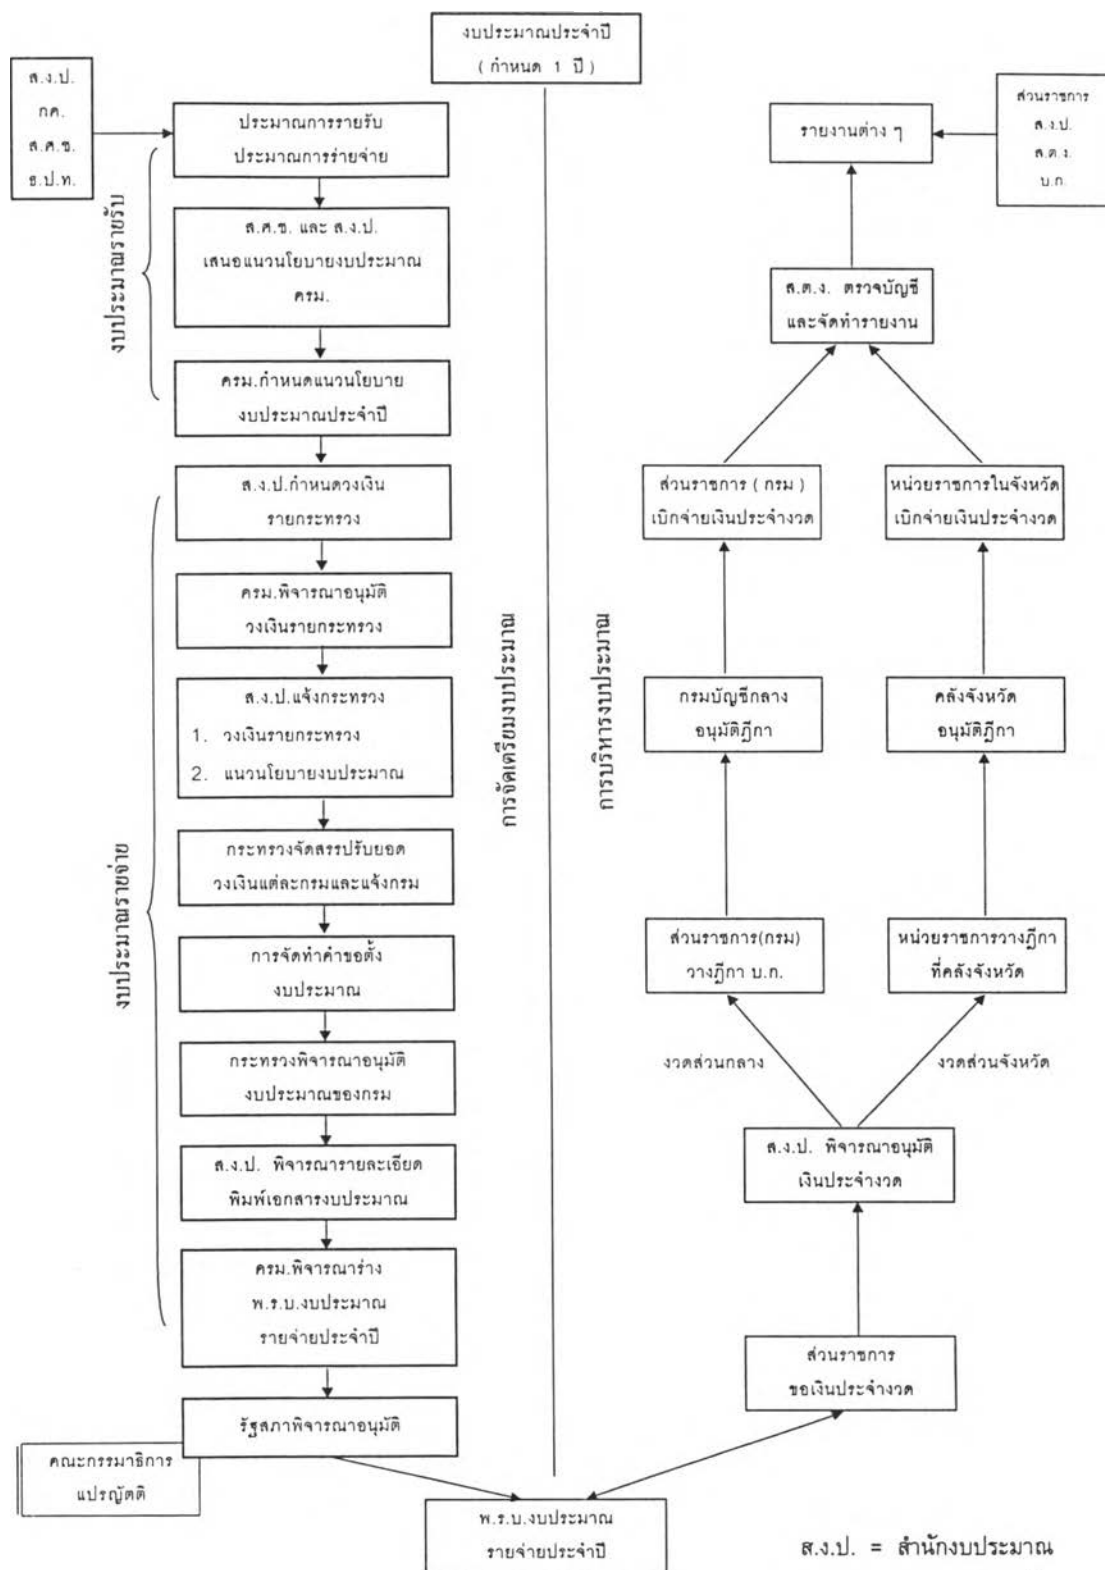 งบประมาณประจำปี
( กำหนด 1 ปี )
ส.ง.ป.
กค.
ส.ศ.ช.
ธ.ป.ท.
ประมาณการรายรับ
ประมาณการร่ายจ่าย
ส.ศ.ช. และ ส.ง.ป.
เสนอแนวนโยบายงบประมาณ
ครม.
ครม.กำหนดแนวนโยบาย
งบประมาณประจำปี
งบประมาณรายรับ
ส.ง.ป.กำหนดวงเงิน
รายกระทรวง
ครม.พิจารณาอนุมัติ
วงเงินรายกระทรวง
ส.ง.ป.แจ้งกระทรวง
1. วงเงินรายกระทรวง
2. แนวนโยบายงบประมาณ
กระทรวงจัดสรรปรับยอด
วงเงินแต่ละกรมและแจ้งกรม
การจัดทำคำขอตั้ง
งบประมาณ
กระทรวงพิจารณาอนุมัติ
งบประมาณของกรม
ส.ง.ป. พิจารณารายละเอียด
พิมพ์เอกสารงบประมาณ
ครม.พิจารณาร่าง
พ.ร.บ.งบประมาณ
รายจ่ายประจำปี
งบประมาณรายจ่าย
รัฐสภาพิจารณาอนุมัติ
คณะกรรมาธิการ
แปรญัตติ
การจัดเตรียมงบประมาณ
การบริหารงบประมาณ
พ.ร.บ.งบประมาณ
รายจ่ายประจำปี
รายงานต่าง ๆ
ส่วนราชการ
ส.ง.ป.
ส.ต.ง.
บ.ก.
ส.ต.ง. ตรวจบัญชี
และจัดทำรายงาน
ส่วนราชการ ( กรม )
เบิกจ่ายเงินประจำงวด
หน่วยราชการในจังหวัด
เบิกจ่ายเงินประจำงวด
กรมบัญชีกลาง
อนุมัติฎีกา
คลังจังหวัด
อนุมัติฎีกา
ส่วนราชการ(กรม)
วางฎีกา บ.ก.
หน่วยราชการวางฎีกา
ที่คลังจังหวัด
งวดส่วนกลาง
งวดส่วนจังหวัด
ส.ง.ป. พิจารณาอนุมัติ
เงินประจำงวด
ส่วนราชการ
ขอเงินประจำงวด
ส.ง.ป. = สำนักงบประมาณ